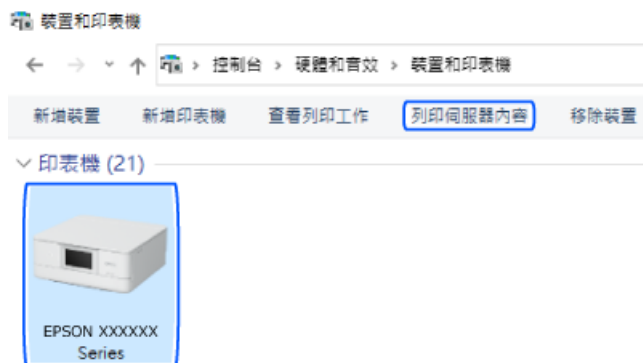 裝置和印表機
控制台 › 硬體和音效 › 裝置和印表機
新增裝置 新增印表機 查看列印工作 列印伺服器內容 移除裝置
印表機 (21)
EPSON XXXXXX
Series